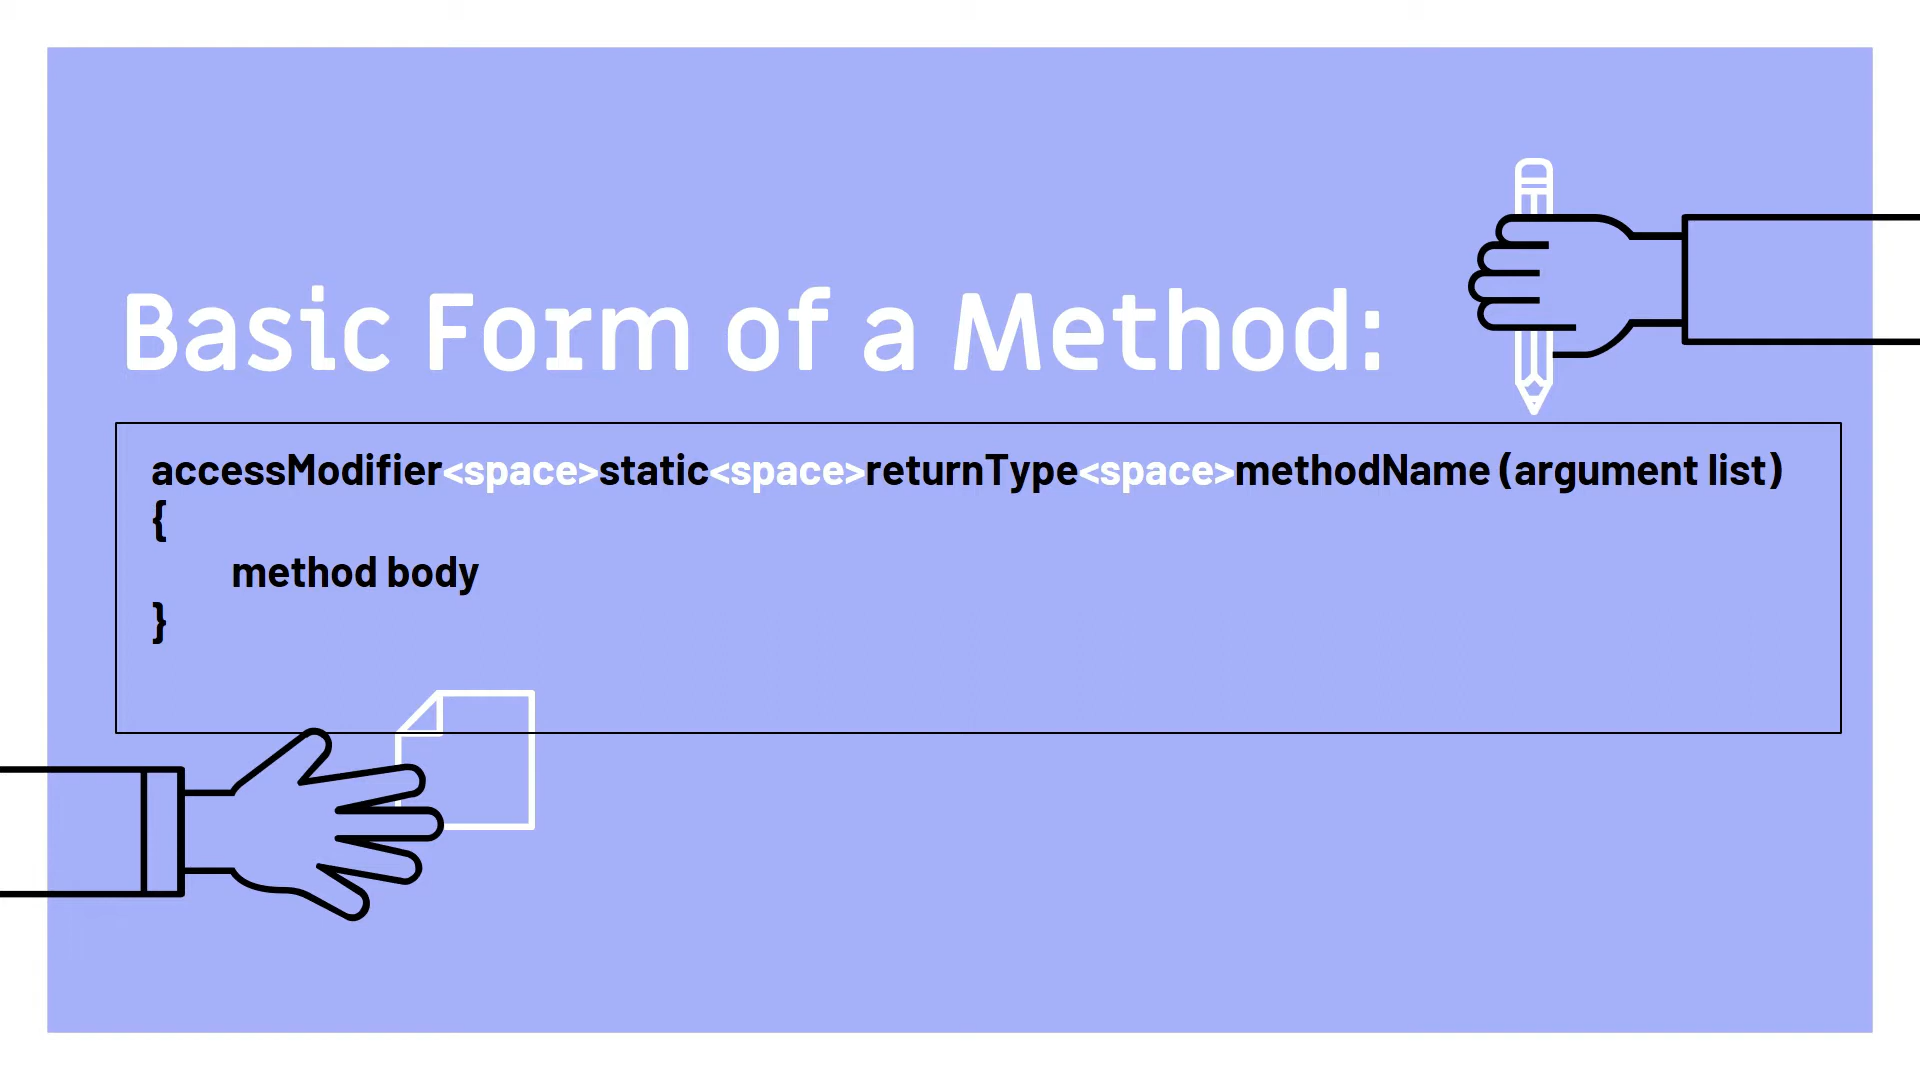 Basic Form of a Method:
accessModifier<space>static<space>returnType<space>methodName (argument list)
{
method body
}